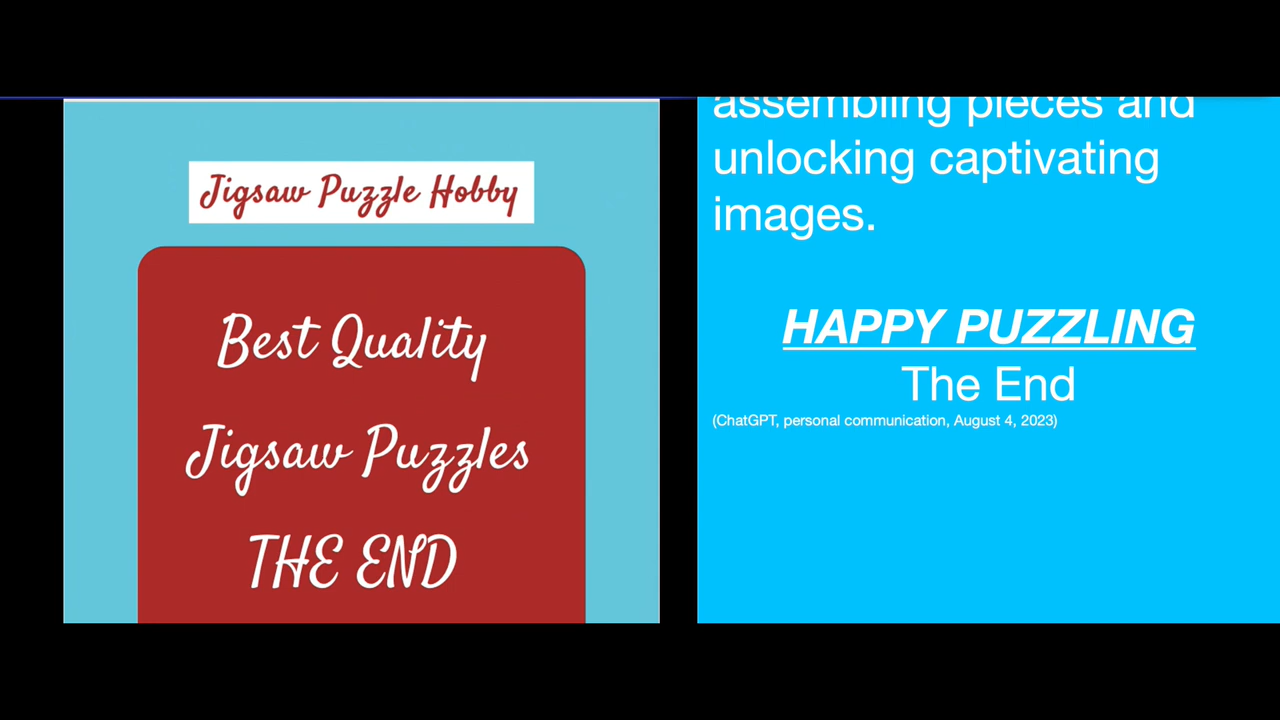 Jigsaw Puzzle Hobby
Best Quality
Jigsaw Puzzles
THE END
assembling pieces and
unlocking captivating
images.
HAPPY PUZZLING
The End
(ChatGPT, personal communication, August 4, 2023)